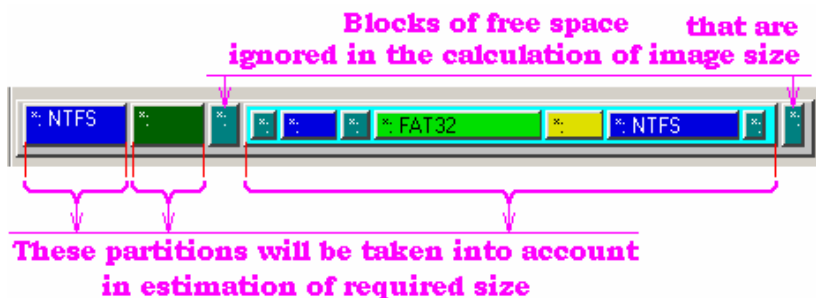 Blocks of free space that are
ignored in the calculation of image size
*: NTFS *: *: *: *: *: *: FAT32 *: *: NTFS *: *:
These partitions will be taken into account
in estimation of required size